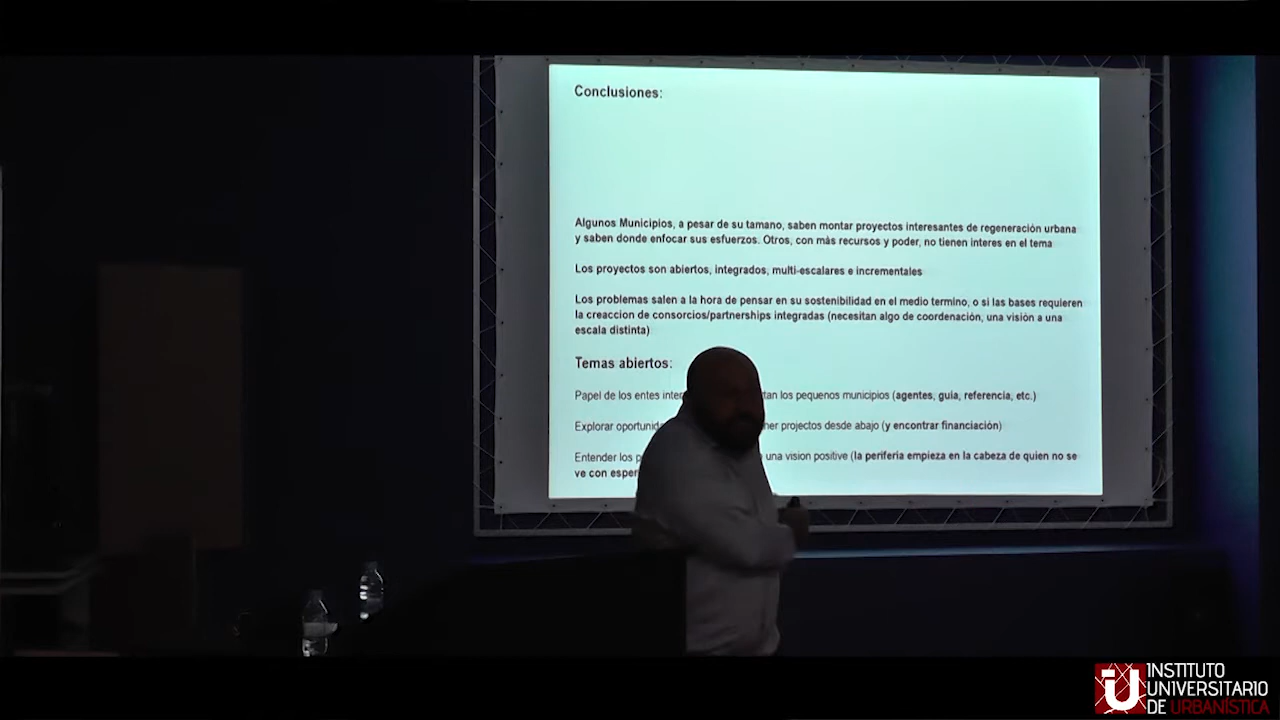 Conclusiones:
Algunos Municipios, a pesar de su tamano, saben montar proyectos interesantes de regeneración urbana
y saben donde enfocar sus esfuerzos. Otros, con más recursos y poder, no tienen interes en el tema
Los proyectos son abiertos, integrados, multi-escalares e incrementales
Los problemas salen a la hora de pensar en su sostenibilidad en el medio termino, o si las bases requieren
la creaccion de consorcios/partnerships integradas (necesitan algo de coordenación, una visión a una
escala distinta)
Temas abiertos:
Papel de los entes los pequenos municipios (agentes, guia, referencia, etc.)
Explorar projectos desde abajo (y encontrar financiación)
Entender los una vision positive (la periferia empieza en la cabeza de quien no se
ve con
INSTITUTO
UNIVERSITARIO
DE URBANÍSTICA